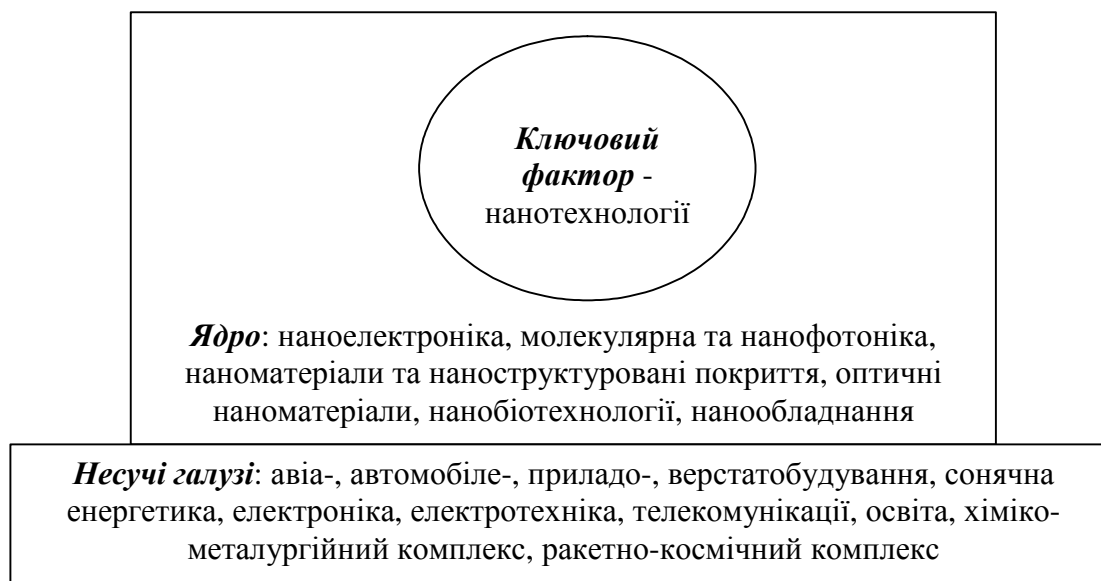 Ключовий
фактор -
нанотехнології
Ядро: наноелектроніка, молекулярна та нанофотоніка,
наноматеріали та наноструктуровані покриття, оптичні
наноматеріали, нанобіотехнології, нанообладнання
Несучі галузі: авіа-, автомобіле-, приладо-, верстатобудування, сонячна
енергетика, електроніка, електротехніка, телекомунікації, освіта, хіміко-
металургійний комплекс, ракетно-космічний комплекс